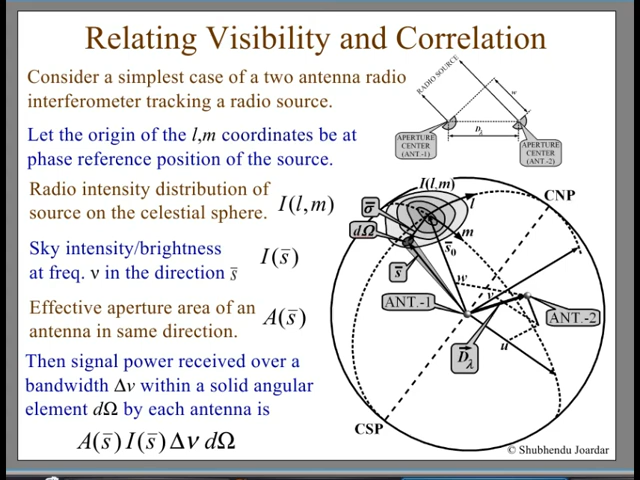 Relating Visibility and Correlation
Consider a simplest case of a two antenna radio
interferometer tracking a radio source.
Let the origin of the l,m coordinates be at
phase reference position of the source.
Radio intensity distribution of
source on the celestial sphere. I(l,m)
Sky intensity/brightness
at freq. ν in the direction s̅ I(s̅)
Effective aperture area of an
antenna in same direction. A(s̅)
Then signal power received over a
bandwidth Δν within a solid angular
element dΩ by each antenna is
A(s̅) I(s̅) Δν dΩ
RADIO SOURCE
w
APERTURE
CENTER
(ANT.-1)
D⃗λ
APERTURE
CENTER
(ANT.-2)
I(l,m)
CNP
σ̅
l
dΩ
m
s̅₀
s̅
w
v
ANT.-1
ANT.-2
D⃗λ
u
CSP
© Shubhendu Joardar